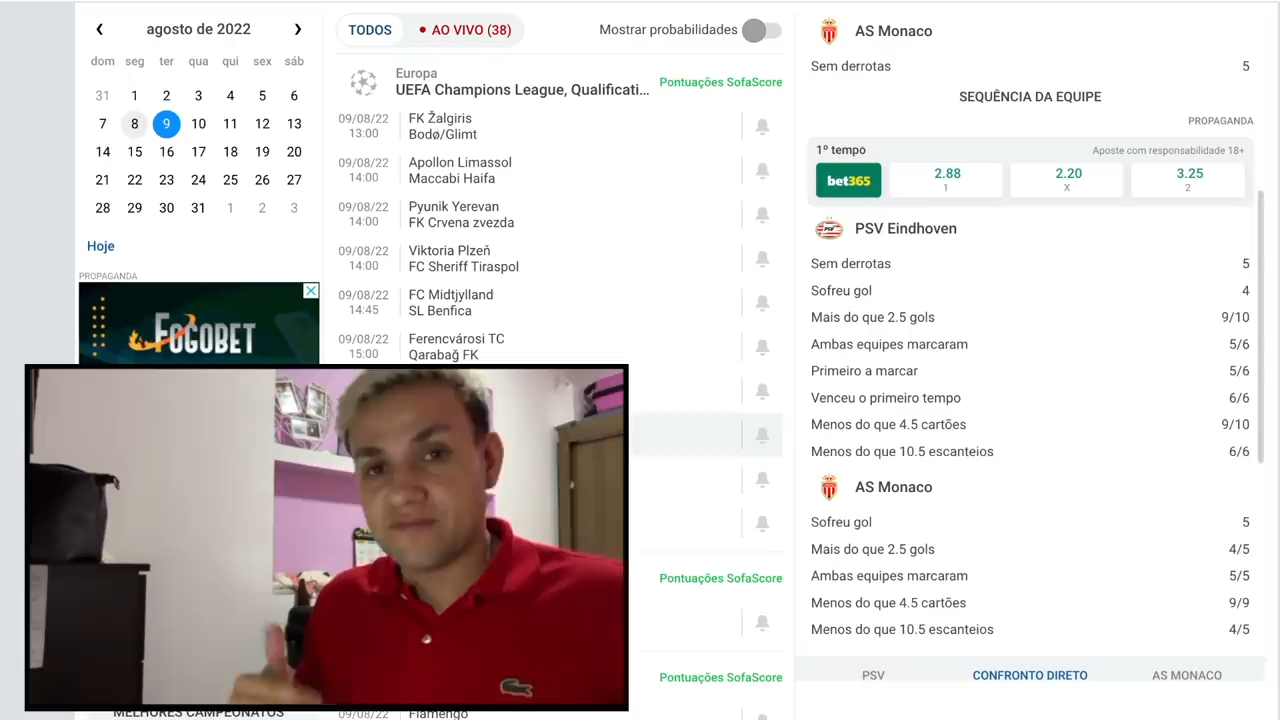 agosto de 2022
dom seg ter qua qui sex sáb
31 1 2 3 4 5 6
7 8 9 10 11 12 13
14 15 16 17 18 19 20
21 22 23 24 25 26 27
28 29 30 31 1 2 3
Hoje
PROPAGANDA
FOGOBET
MELHORES CAMPEONATOS
TODOS
AO VIVO (38)
Mostrar probabilidades
Europa
UEFA Champions League, Qualificati...
Pontuações SofaScore
09/08/22 FK Žalgiris
13:00 Bodø/Glimt
09/08/22 Apollon Limassol
14:00 Maccabi Haifa
09/08/22 Pyunik Yerevan
14:00 FK Crvena zvezda
09/08/22 Viktoria Plzeň
14:00 FC Sheriff Tiraspol
09/08/22 FC Midtjylland
14:45 SL Benfica
09/08/22 Ferencvárosi TC
15:00 Qarabağ FK
Pontuações SofaScore
Pontuações SofaScore
09/08/22 Flamengo
AS Monaco
Sem derrotas 5
SEQUÊNCIA DA EQUIPE
PROPAGANDA
1º tempo Aposte com responsabilidade 18+
bet365 2.88 2.20 3.25
1 X 2
PSV Eindhoven
Sem derrotas 5
Sofreu gol 4
Mais do que 2.5 gols 9/10
Ambas equipes marcaram 5/6
Primeiro a marcar 5/6
Venceu o primeiro tempo 6/6
Menos do que 4.5 cartões 9/10
Menos do que 10.5 escanteios 6/6
AS Monaco
Sofreu gol 5
Mais do que 2.5 gols 4/5
Ambas equipes marcaram 5/5
Menos do que 4.5 cartões 9/9
Menos do que 10.5 escanteios 4/5
PSV CONFRONTO DIRETO AS MONACO